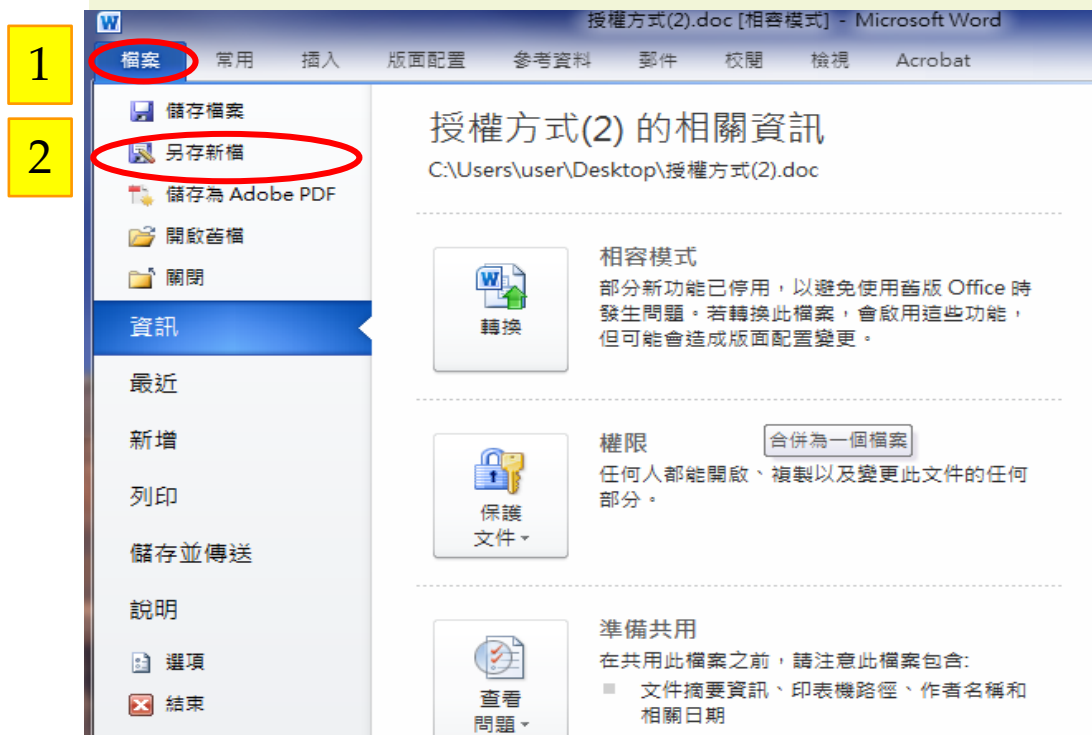 授權方式(2).doc [相容模式] - Microsoft Word
1
檔案 常用 插入 版面配置 參考資料 郵件 校閱 檢視 Acrobat
儲存檔案
2
另存新檔
儲存為 Adobe PDF
開啟舊檔
關閉
資訊
最近
新增
列印
儲存並傳送
說明
選項
結束
授權方式(2) 的相關資訊
C:\Users\user\Desktop\授權方式(2).doc
轉換
相容模式
部分新功能已停用，以避免使用舊版 Office 時
發生問題。若轉換此檔案，會啟用這些功能，
但可能會造成版面配置變更。
保護
文件
權限
合併為一個檔案
任何人都能開啟、複製以及變更此文件的任何
部分。
查看
問題
準備共用
在共用此檔案之前，請注意此檔案包含:
文件摘要資訊、印表機路徑、作者名稱和
相關日期